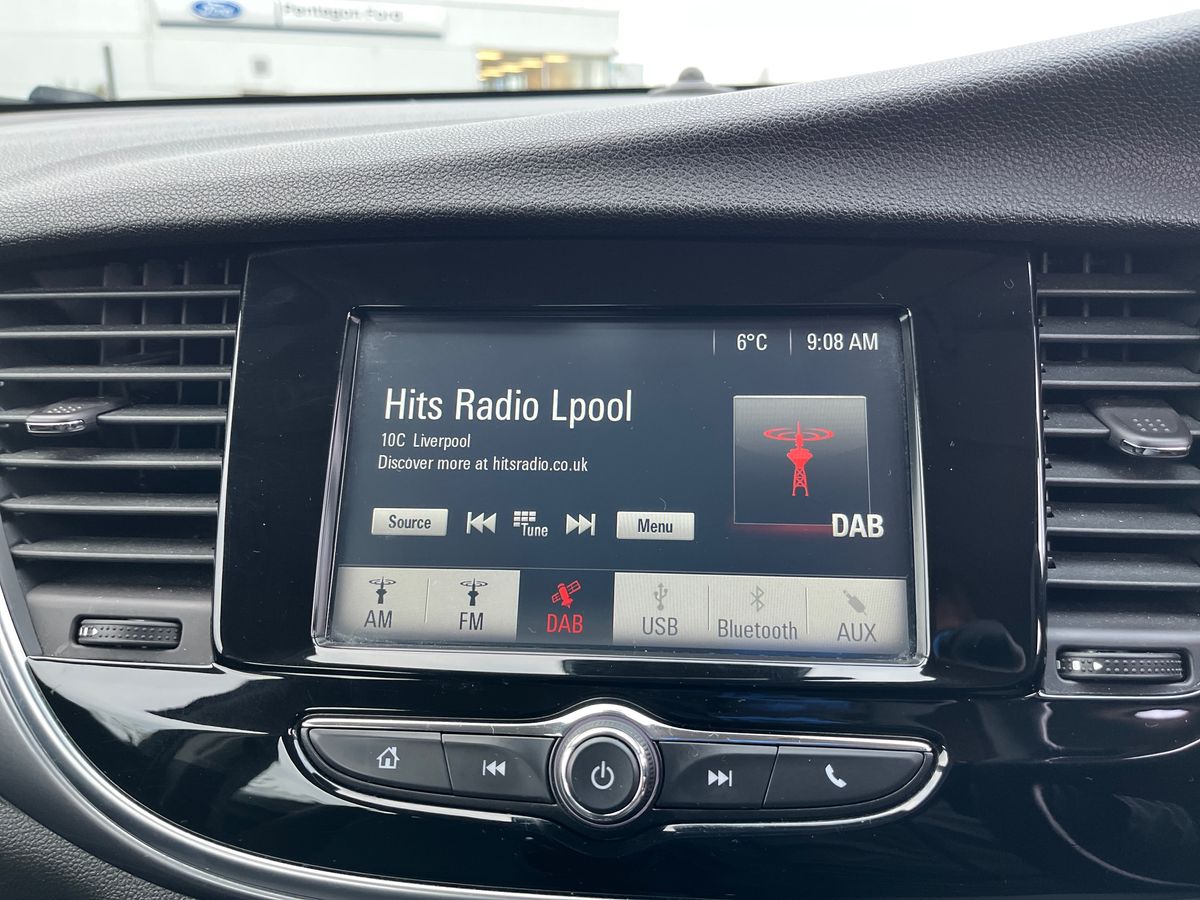 Ford
Pentagon Ford
6°C
9:08 AM
Hits Radio Lpool
10C Liverpool
Discover more at hitsradio.co.uk
Source
Tune
Menu
DAB
AM
FM
DAB
USB
Bluetooth
AUX